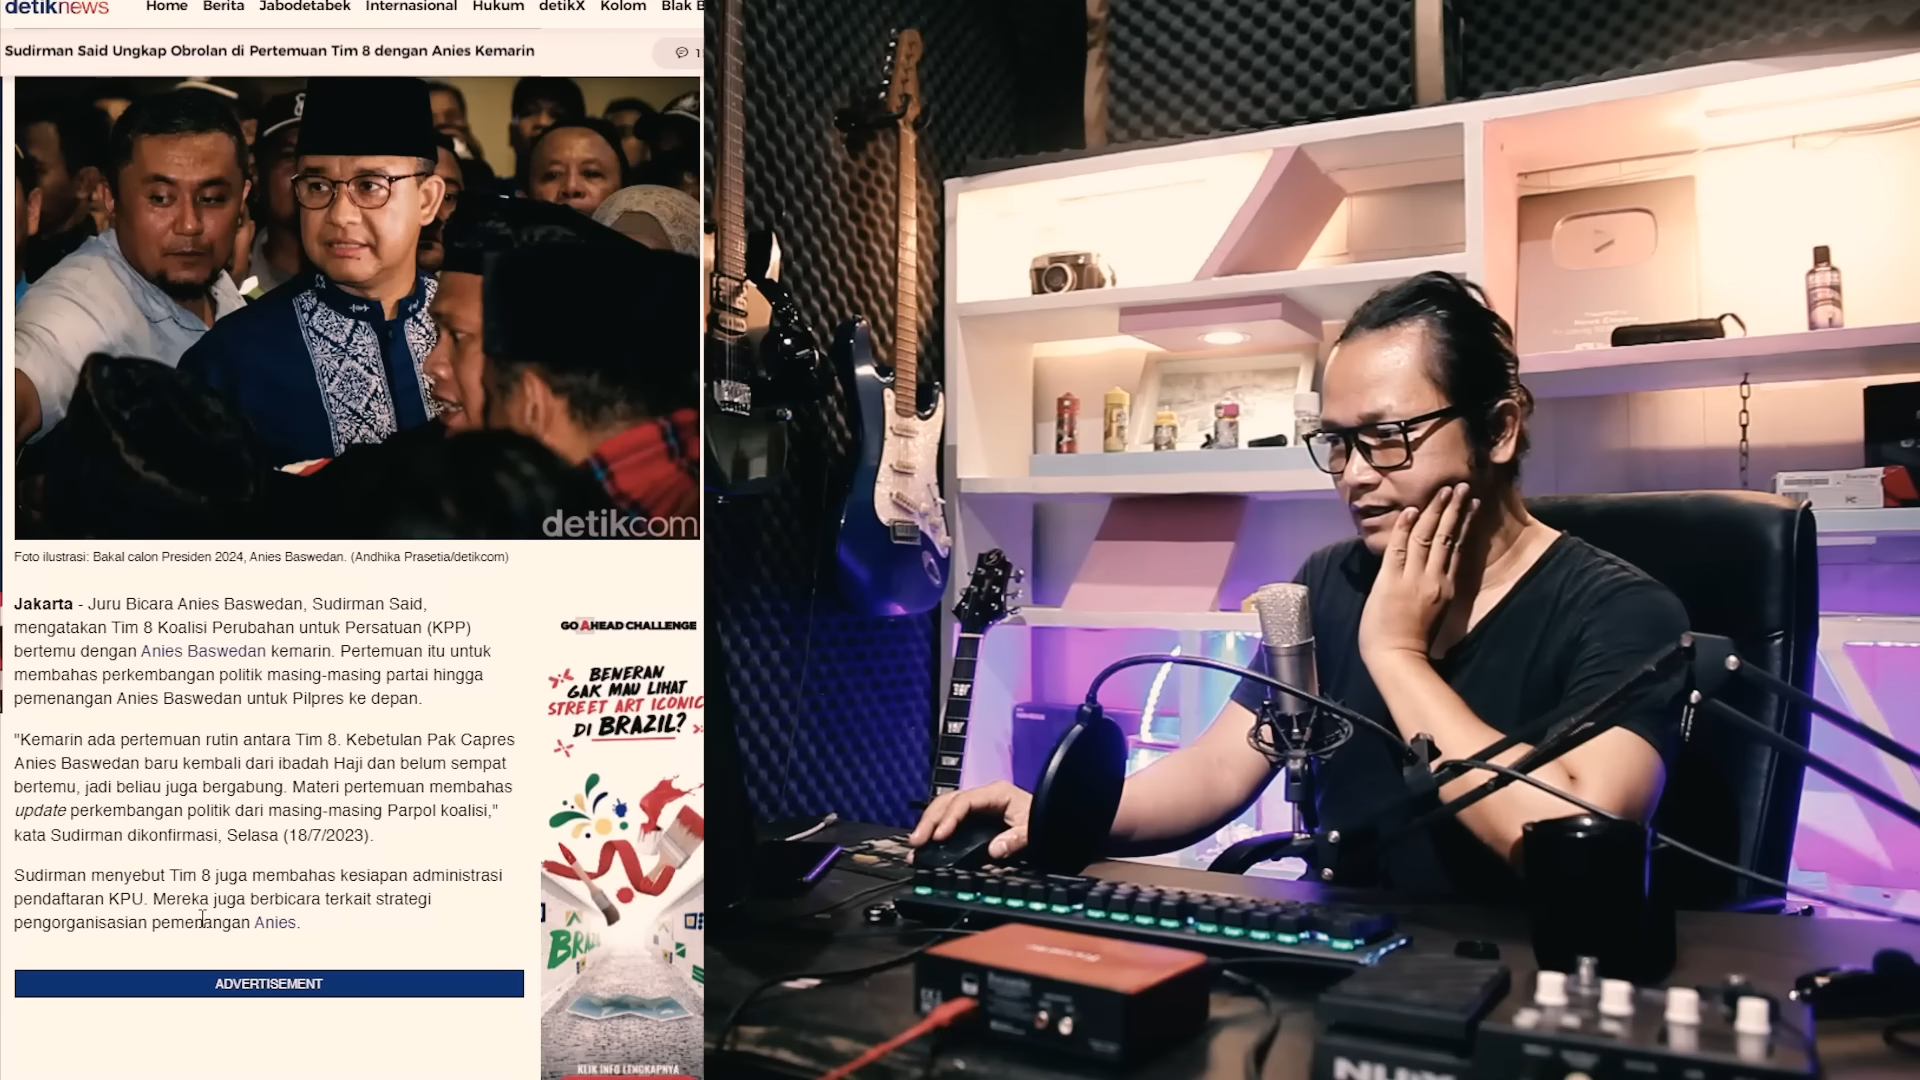 detiknews
Home Berita Jabodetabek Internasional Hukum detikX Kolom Blak B
Sudirman Said Ungkap Obrolan di Pertemuan Tim 8 dengan Anies Kemarin
detikcom
Foto ilustrasi: Bakal calon Presiden 2024, Anies Baswedan. (Andhika Prasetia/detikcom)
Jakarta - Juru Bicara Anies Baswedan, Sudirman Said,
mengatakan Tim 8 Koalisi Perubahan untuk Persatuan (KPP)
bertemu dengan Anies Baswedan kemarin. Pertemuan itu untuk
membahas perkembangan politik masing-masing partai hingga
pemenangan Anies Baswedan untuk Pilpres ke depan.
"Kemarin ada pertemuan rutin antara Tim 8. Kebetulan Pak Capres
Anies Baswedan baru kembali dari ibadah Haji dan belum sempat
bertemu, jadi beliau juga bergabung. Materi pertemuan membahas
update perkembangan politik dari masing-masing Parpol koalisi,"
kata Sudirman dikonfirmasi, Selasa (18/7/2023).
Sudirman menyebut Tim 8 juga membahas kesiapan administrasi
pendaftaran KPU. Mereka juga berbicara terkait strategi
pengorganisasian pemenangan Anies.
ADVERTISEMENT
GO AHEAD CHALLENGE
BENERAN
GAK MAU LIHAT
STREET ART ICONIC
DI BRAZIL?
KLIK INFO LENGKAPNYA
NUX